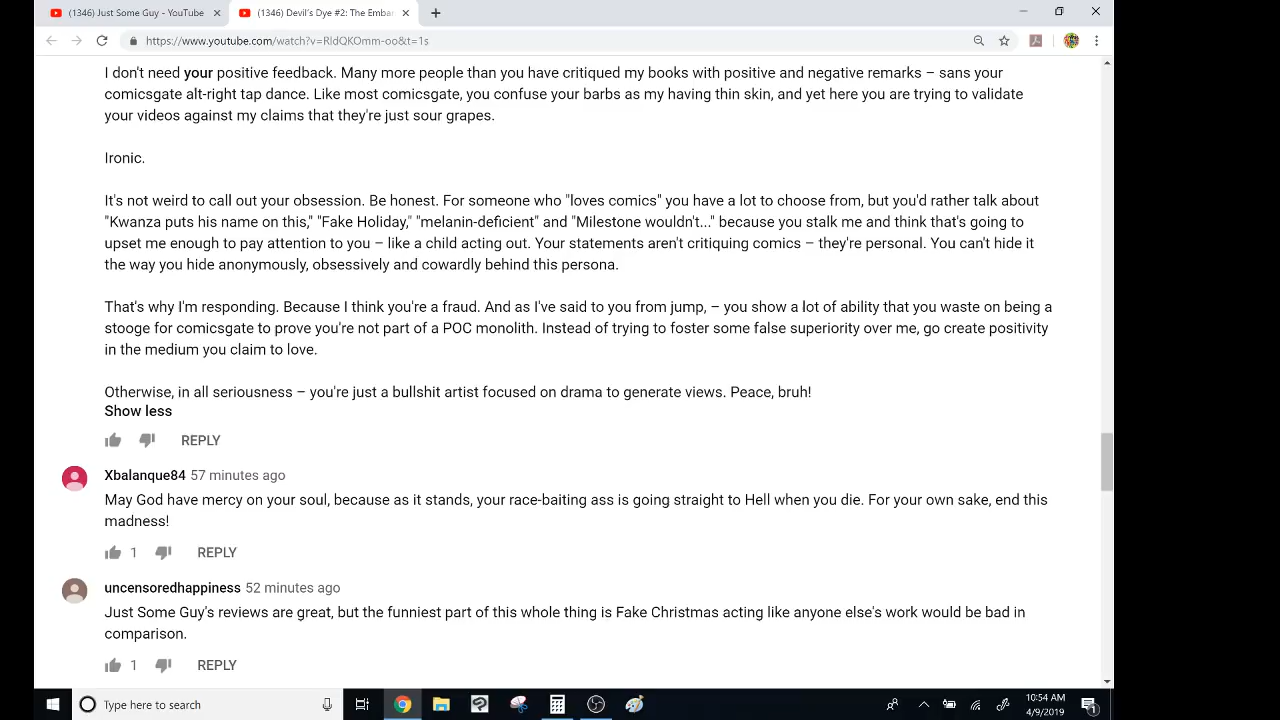 (1346) Just Some Guy - YouTube
(1346) Devil's Dye #2: The Embar
https://www.youtube.com/watch?v=RldQKOmm-oo&t=1s
I don't need your positive feedback. Many more people than you have critiqued my books with positive and negative remarks – sans your
comicsgate alt-right tap dance. Like most comicsgate, you confuse your barbs as my having thin skin, and yet here you are trying to validate
your videos against my claims that they're just sour grapes.
Ironic.
It's not weird to call out your obsession. Be honest. For someone who "loves comics" you have a lot to choose from, but you'd rather talk about
"Kwanza puts his name on this," "Fake Holiday," "melanin-deficient" and "Milestone wouldn't..." because you stalk me and think that's going to
upset me enough to pay attention to you – like a child acting out. Your statements aren't critiquing comics – they're personal. You can't hide it
the way you hide anonymously, obsessively and cowardly behind this persona.
That's why I'm responding. Because I think you're a fraud. And as I've said to you from jump, – you show a lot of ability that you waste on being a
stooge for comicsgate to prove you're not part of a POC monolith. Instead of trying to foster some false superiority over me, go create positivity
in the medium you claim to love.
Otherwise, in all seriousness – you're just a bullshit artist focused on drama to generate views. Peace, bruh!
Show less
REPLY
Xbalanque84 57 minutes ago
May God have mercy on your soul, because as it stands, your race-baiting ass is going straight to Hell when you die. For your own sake, end this
madness!
1 REPLY
uncensoredhappiness 52 minutes ago
Just Some Guy's reviews are great, but the funniest part of this whole thing is Fake Christmas acting like anyone else's work would be bad in
comparison.
1 REPLY
Type here to search
10:54 AM
4/9/2019
1